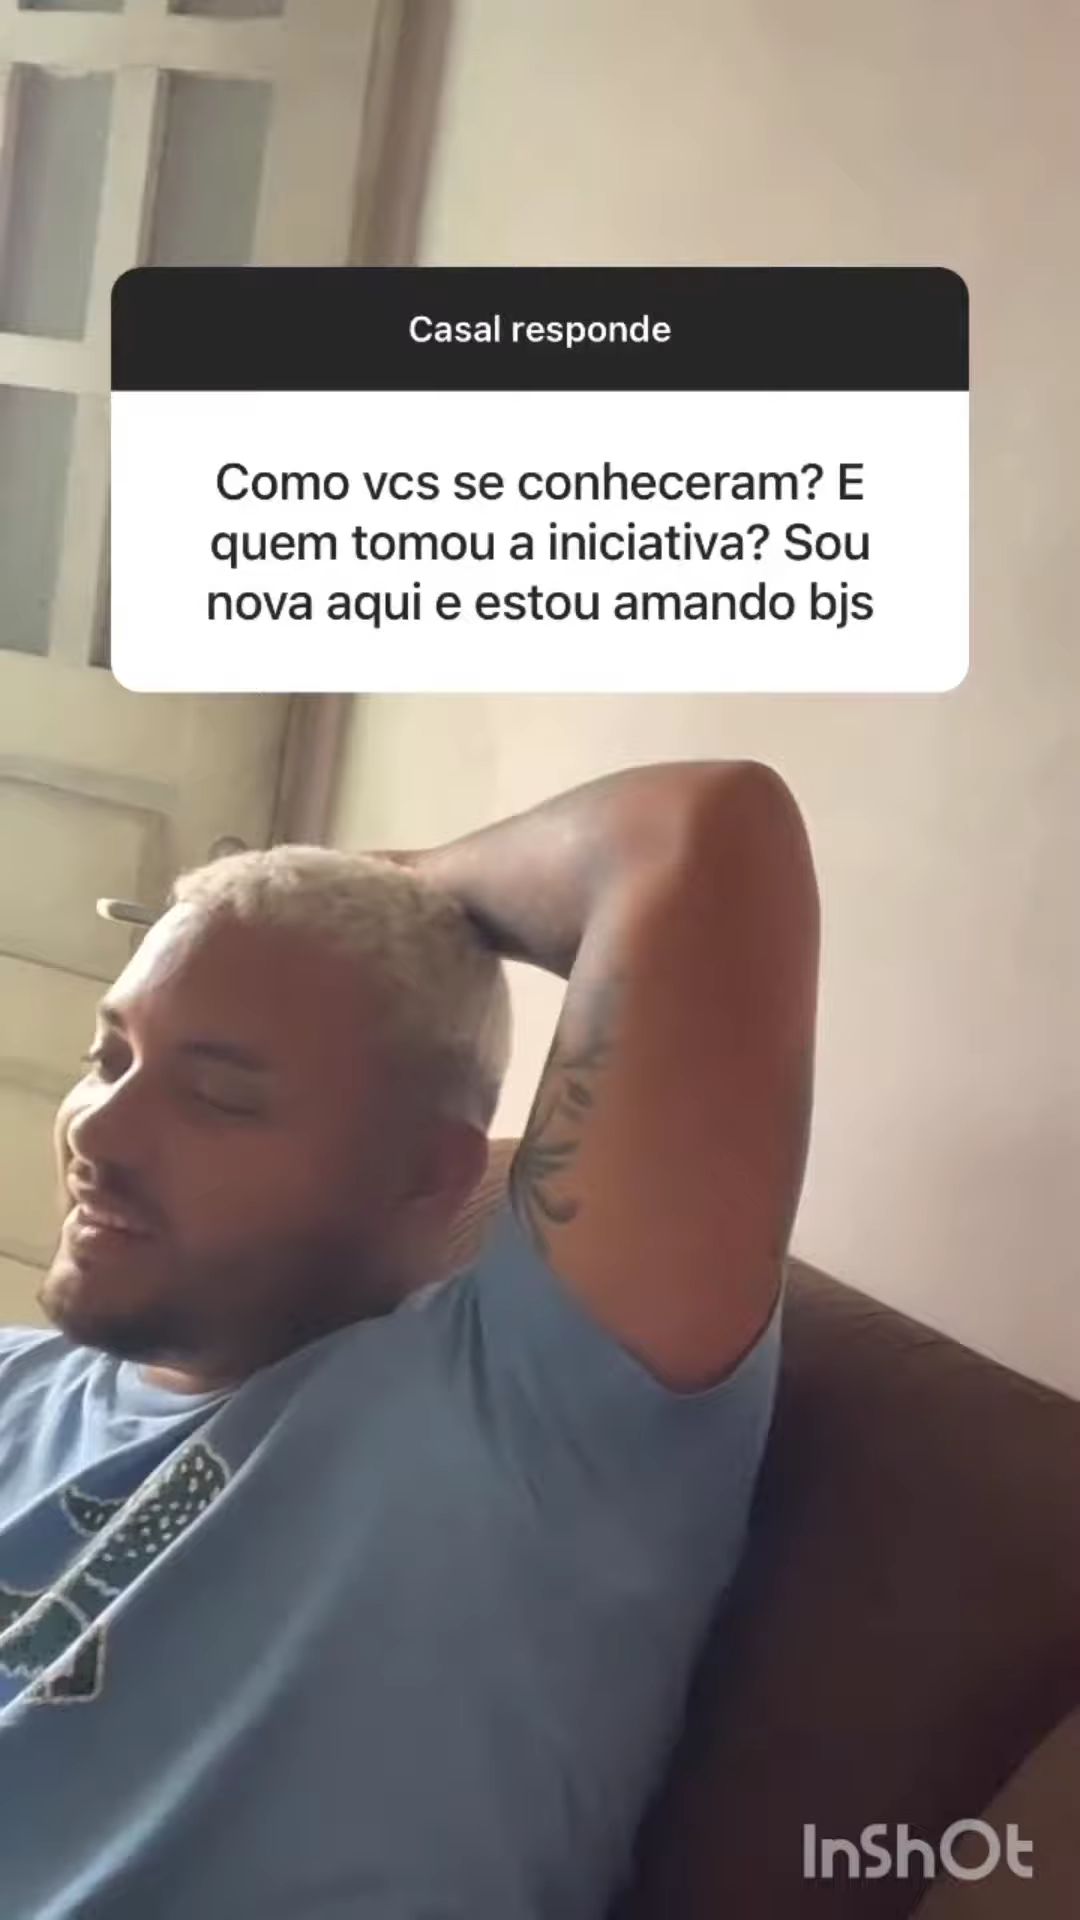 Casal responde
Como vcs se conheceram? E
quem tomou a iniciativa? Sou
nova aqui e estou amando bjs
InShOt